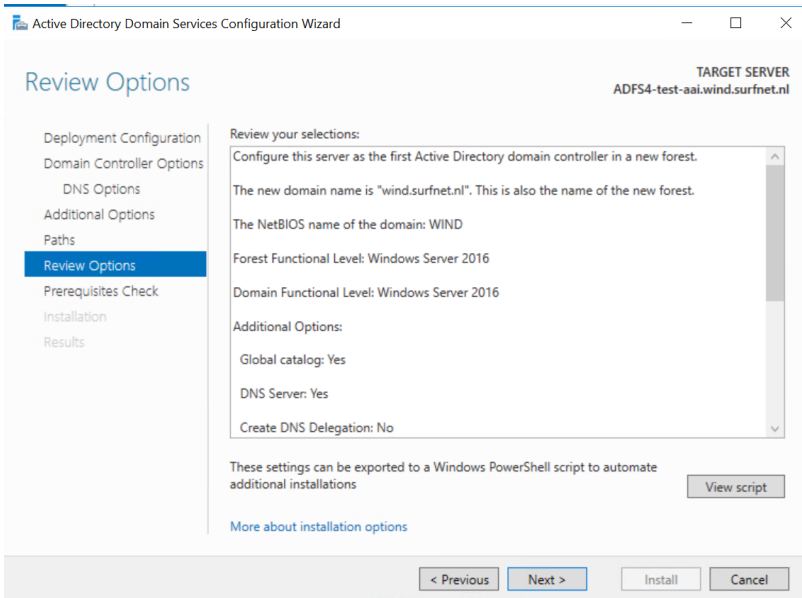 Active Directory Domain Services Configuration Wizard
Review Options
TARGET SERVER
ADFS4-test-aai.wind.surfnet.nl
Deployment Configuration
Domain Controller Options
DNS Options
Additional Options
Paths
Review Options
Prerequisites Check
Installation
Results
Review your selections:
Configure this server as the first Active Directory domain controller in a new forest.
The new domain name is "wind.surfnet.nl". This is also the name of the new forest.
The NetBIOS name of the domain: WIND
Forest Functional Level: Windows Server 2016
Domain Functional Level: Windows Server 2016
Additional Options:
Global catalog: Yes
DNS Server: Yes
Create DNS Delegation: No
These settings can be exported to a Windows PowerShell script to automate
additional installations
View script
More about installation options
< Previous
Next >
Install
Cancel